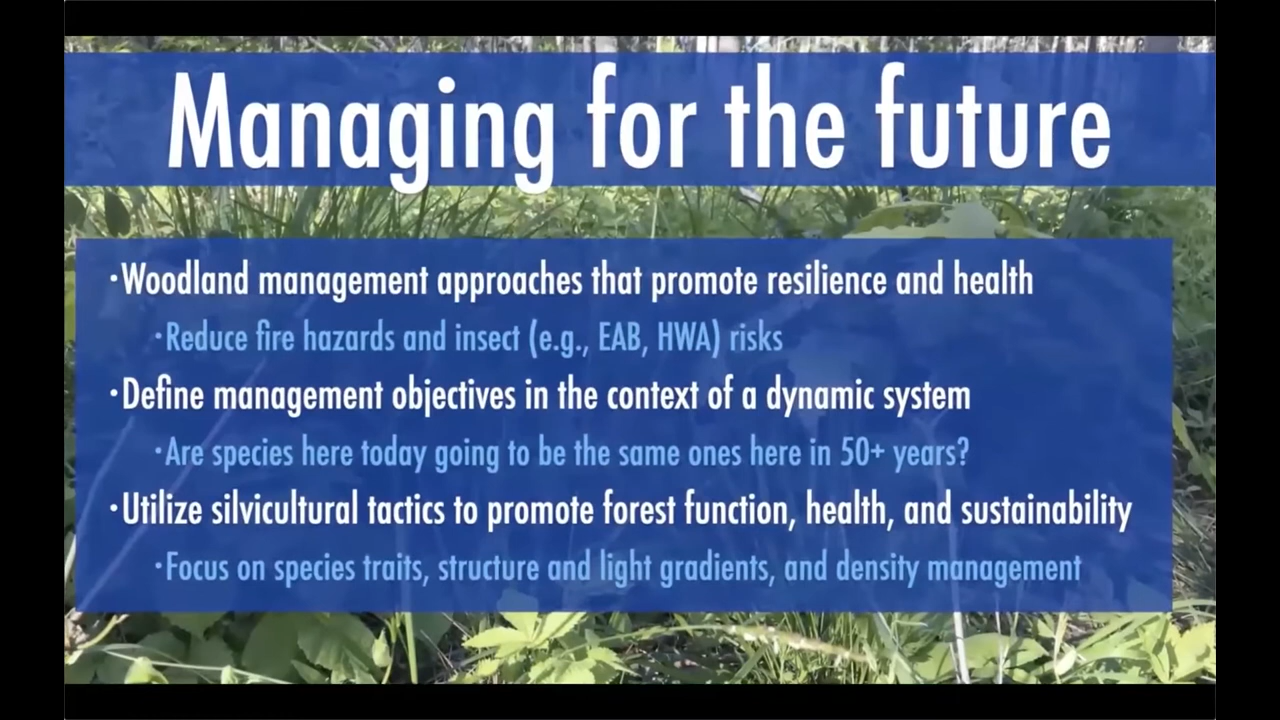 Managing for the future
·Woodland management approaches that promote resilience and health
·Reduce fire hazards and insect (e.g., EAB, HWA) risks
·Define management objectives in the context of a dynamic system
·Are species here today going to be the same ones here in 50+ years?
·Utilize silvicultural tactics to promote forest function, health, and sustainability
·Focus on species traits, structure and light gradients, and density management